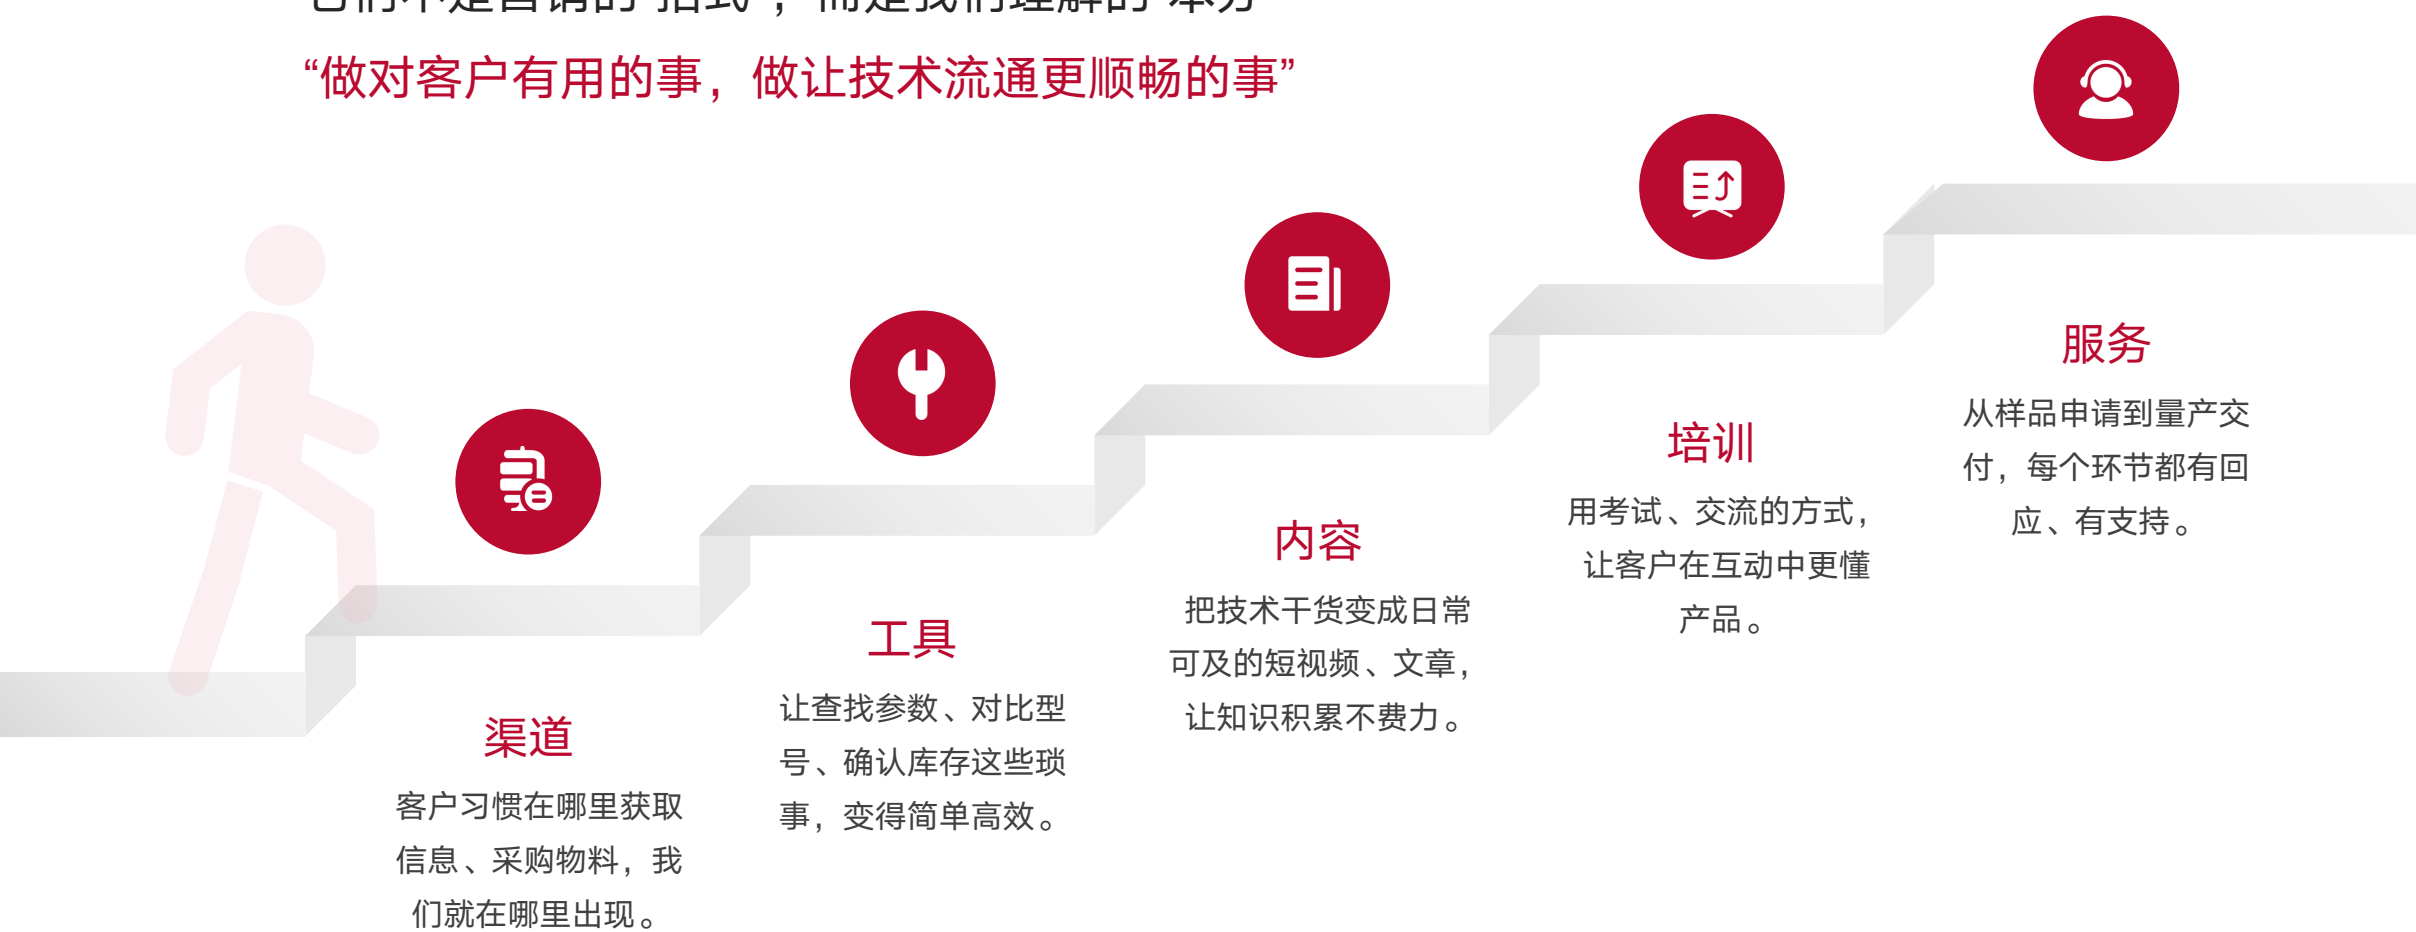 “做对客户有用的事，做让技术流通更顺畅的事”
渠道
客户习惯在哪里获取
信息、采购物料，我
们就在哪里出现。
工具
让查找参数、对比型
号、确认库存这些琐
事，变得简单高效。
内容
把技术干货变成日常
可及的短视频、文章，
让知识积累不费力。
培训
用考试、交流的方式，
让客户在互动中更懂
产品。
服务
从样品申请到量产交
付，每个环节都有回
应、有支持。